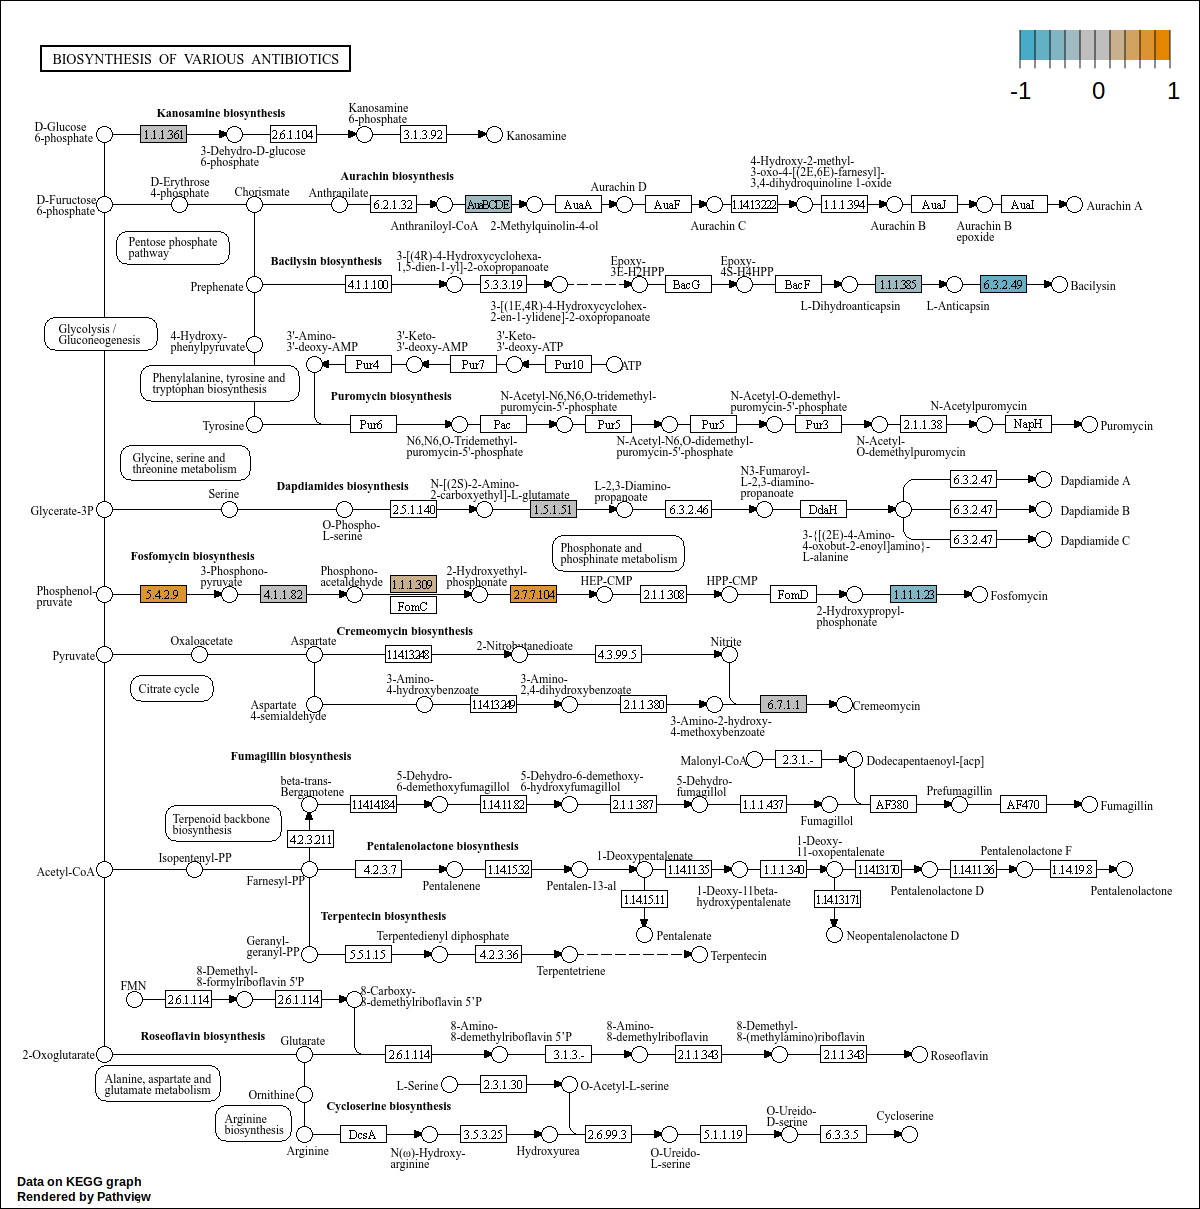 BIOSYNTHESIS OF VARIOUS ANTIBIOTICS
-1 0 1
Kanosamine biosynthesis
D-Glucose
6-phosphate
1.1.1.361
3-Dehydro-D-glucose
6-phosphate
2.6.1.104
Kanosamine
6-phosphate
3.1.3.92
Kanosamine
Aurachin biosynthesis
D-Fructose
6-phosphate
D-Erythrose
4-phosphate
Chorismate
Anthranilate
6.2.1.32
Anthraniloyl-CoA
AuaBCDE
2-Methylquinolin-4-ol
AuaA
Aurachin D
AuaF
Aurachin C
4-Hydroxy-2-methyl-
3-oxo-4-[(2E,6E)-farnesyl]-
3,4-dihydroquinoline 1-oxide
1.14.13.222
1.1.1.394
Aurachin B
AuaJ
Aurachin B
epoxide
AuaI
Aurachin A
Pentose phosphate
pathway
Bacilysin biosynthesis
Prephenate
4.1.1.100
3-[(4R)-4-Hydroxycyclohexa-
1,5-dien-1-yl]-2-oxopropanoate
5.3.3.19
3-[(1E,4R)-4-Hydroxycyclohex-
2-en-1-ylidene]-2-oxopropanoate
Epoxy-
3E-H2HPP
BacG
Epoxy-
4S-H4HPP
BacF
L-Dihydroanticapsin
1.1.1.385
L-Anticapsin
6.3.2.49
Bacilysin
Glycolysis /
Gluconeogenesis
4-Hydroxy-
phenylpyruvate
3'-Amino-
3'-deoxy-AMP
Pur4
3'-Keto-
3'-deoxy-AMP
Pur7
3'-Keto-
3'-deoxy-ATP
Pur10
ATP
Phenylalanine, tyrosine and
tryptophan biosynthesis
Puromycin biosynthesis
Tyrosine
Pur6
N6,N6,O-Tridemethyl-
puromycin-5'-phosphate
Pac
N-Acetyl-N6,N6,O-tridemethyl-
puromycin-5'-phosphate
Pur5
N-Acetyl-N6,O-didemethyl-
puromycin-5'-phosphate
Pur5
N-Acetyl-O-demethyl-
puromycin-5'-phosphate
Pur3
N-Acetyl-
O-demethylpuromycin
2.1.1.38
N-Acetylpuromycin
NapH
Puromycin
Glycine, serine and
threonine metabolism
Dapdiamides biosynthesis
Glycerate-3P
Serine
O-Phospho-
L-serine
2.5.1.140
N-[(2S)-2-Amino-
2-carboxyethyl]-L-glutamate
1.5.1.51
L-2,3-Diamino-
propanoate
6.3.2.46
N3-Fumaroyl-
L-2,3-diamino-
propanoate
DdaH
3-{[(2E)-4-Amino-
4-oxobut-2-enoyl]amino}-
L-alanine
6.3.2.47
Dapdiamide A
6.3.2.47
Dapdiamide B
6.3.2.47
Dapdiamide C
Fosfomycin biosynthesis
Phosphonate and
phosphinate metabolism
Phosphenol-
pruvate
5.4.2.9
3-Phosphono-
pyruvate
4.1.1.82
Phosphono-
acetaldehyde
1.1.1.309
FomC
2-Hydroxyethyl-
phosphonate
2.7.7.104
HEP-CMP
2.1.1.308
HPP-CMP
FomD
2-Hydroxypropyl-
phosphonate
1.11.1.23
Fosfomycin
Cremeomycin biosynthesis
Pyruvate
Oxaloacetate
Aspartate
1.14.13.248
2-Nitrobutanedioate
4.3.99.5
Nitrite
Citrate cycle
Aspartate
4-semialdehyde
3-Amino-
4-hydroxybenzoate
1.14.13.249
3-Amino-
2,4-dihydroxybenzoate
2.1.1.380
3-Amino-2-hydroxy-
4-methoxybenzoate
6.7.1.1
Cremeomycin
Fumagillin biosynthesis
Malonyl-CoA
2.3.1.-
Dodecapentaenoyl-[acp]
beta-trans-
Bergamotene
1.14.14.184
5-Dehydro-
6-demethoxyfumagillol
1.14.11.82
5-Dehydro-6-demethoxy-
6-hydroxyfumagillol
2.1.1.387
5-Dehydro-
fumagillol
1.1.1.437
Fumagillol
AF380
Prefumagillin
AF470
Fumagillin
Terpenoid backbone
biosynthesis
4.2.3.211
Pentalenolactone biosynthesis
Acetyl-CoA
Isopentenyl-PP
Farnesyl-PP
4.2.3.7
Pentalenene
1.14.15.32
Pentalen-13-al
1-Deoxypentalenate
1.14.11.35
1-Deoxy-11beta-
hydroxypentalenate
1.1.1.340
1-Deoxy-
11-oxopentalenate
1.14.13.170
Pentalenolactone D
1.14.11.36
Pentalenolactone F
1.14.19.8
Pentalenolactone
1.14.15.11
Pentalenate
1.14.13.171
Neopentalenolactone D
Terpentecin biosynthesis
Geranyl-
geranyl-PP
5.5.1.15
Terpentedienyl diphosphate
4.2.3.36
Terpentetriene
Terpentecin
FMN
2.6.1.114
8-Demethyl-
8-formylriboflavin 5'P
2.6.1.114
8-Carboxy-
8-demethylriboflavin 5'P
Roseoflavin biosynthesis
2-Oxoglutarate
Glutarate
2.6.1.114
8-Amino-
8-demethylriboflavin 5'P
3.1.3.-
8-Amino-
8-demethylriboflavin
2.1.1.343
8-Demethyl-
8-(methylamino)riboflavin
2.1.1.343
Roseoflavin
Alanine, aspartate and
glutamate metabolism
L-Serine
2.3.1.30
O-Acetyl-L-serine
Ornithine
Cycloserine biosynthesis
Arginine
biosynthesis
Arginine
DcsA
N(ω)-Hydroxy-
arginine
3.5.3.25
Hydroxyurea
2.6.99.3
O-Ureido-
L-serine
5.1.1.19
O-Ureido-
D-serine
6.3.3.5
Cycloserine
Data on KEGG graph
Rendered by Pathview